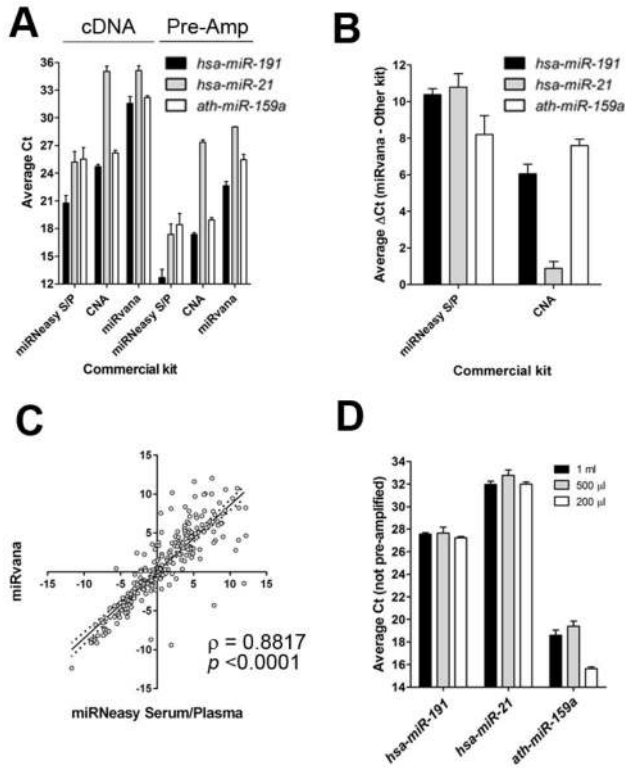 A
cDNA Pre-Amp
hsa-miR-191
hsa-miR-21
ath-miR-159a
Average Ct
36
33
30
27
24
21
18
15
12
miRNeasy S/P
CNA
miRvana
miRNeasy S/P
CNA
miRvana
Commercial kit
B
hsa-miR-191
hsa-miR-21
ath-miR-159a
Average ΔCt (miRvana - Other kit)
12
10
8
6
4
2
0
miRNeasy S/P
CNA
Commercial kit
C
miRvana
15
10
5
-15 -10 -5 0 5 10 15
-5
-10
-15
ρ = 0.8817
p <0.0001
miRNeasy Serum/Plasma
D
1 ml
500 µl
200 µl
Average Ct (not pre-amplified)
34
32
30
28
26
24
22
20
18
16
14
hsa-miR-191
hsa-miR-21
ath-miR-159a